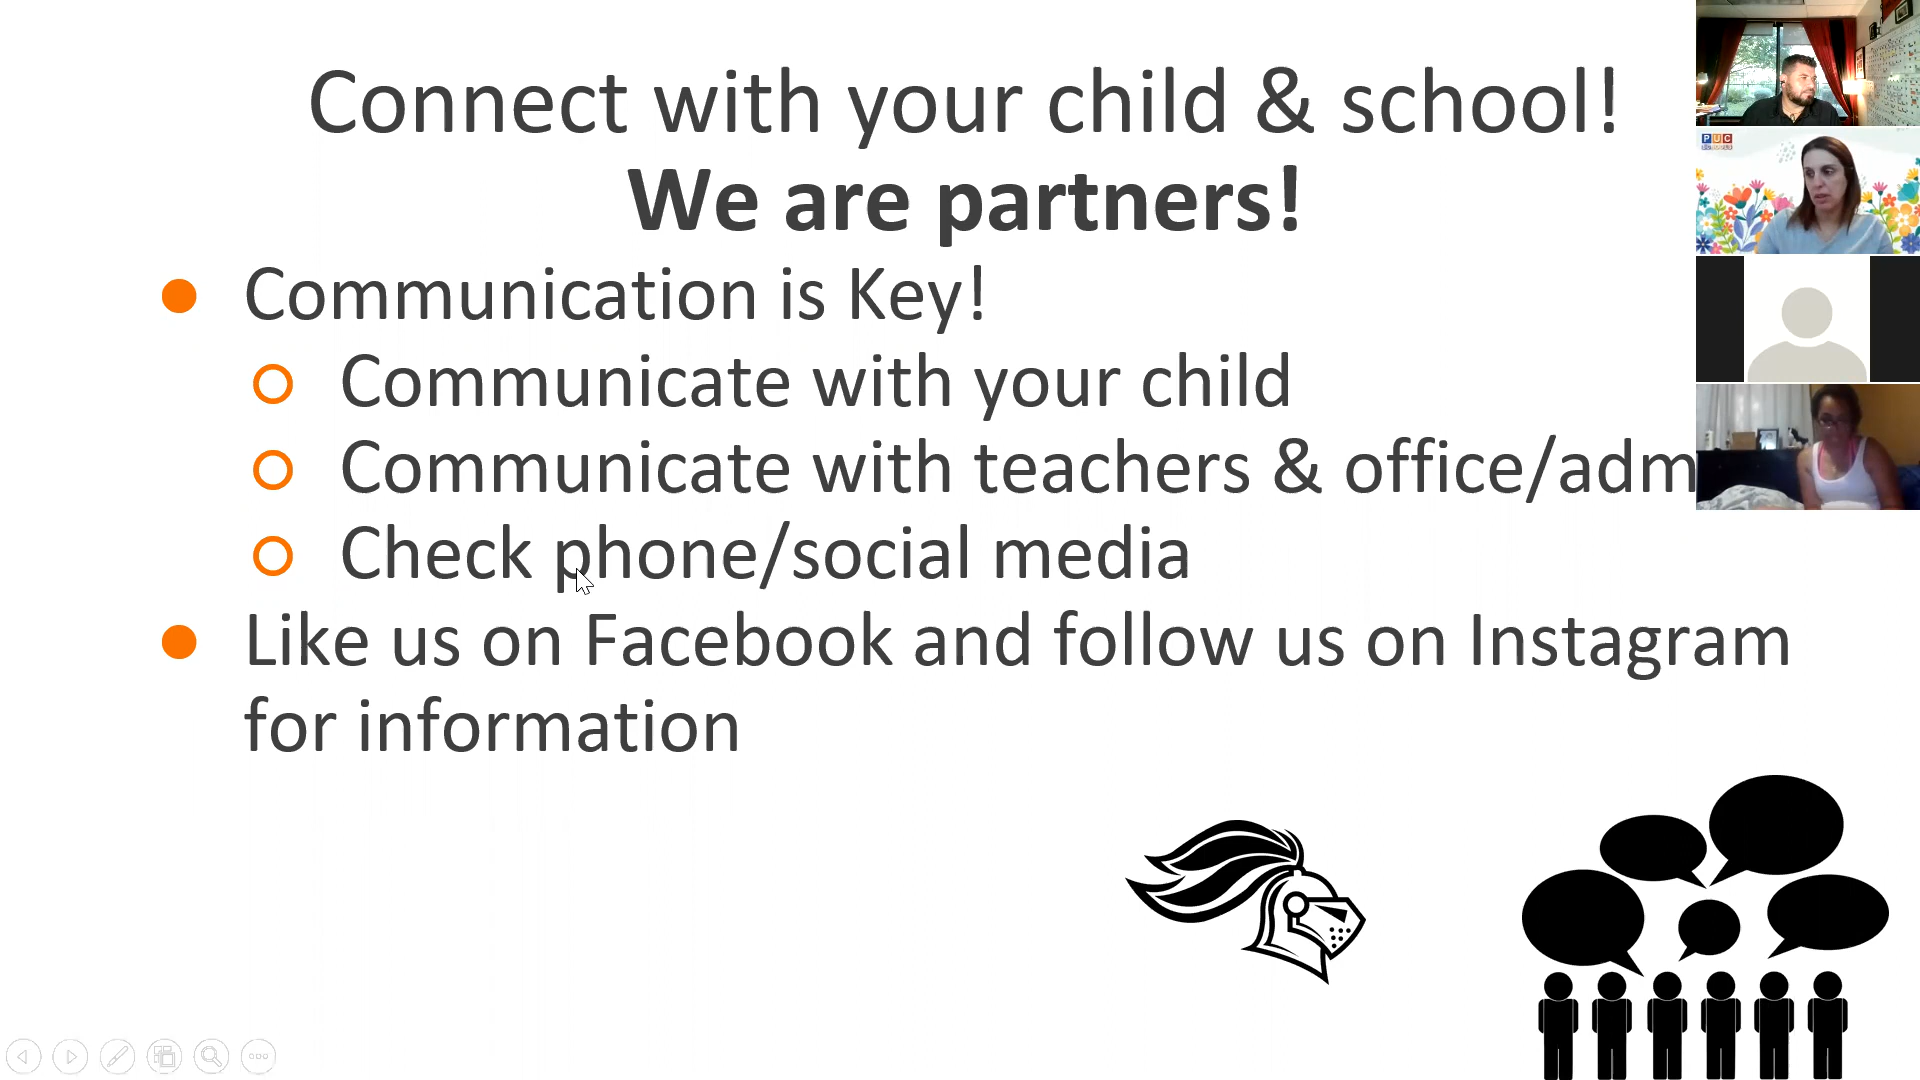 Connect with your child & school!
We are partners!
Communication is Key!
Communicate with your child
Communicate with teachers & office/adm
Check phone/social media
Like us on Facebook and follow us on Instagram
for information
PUC